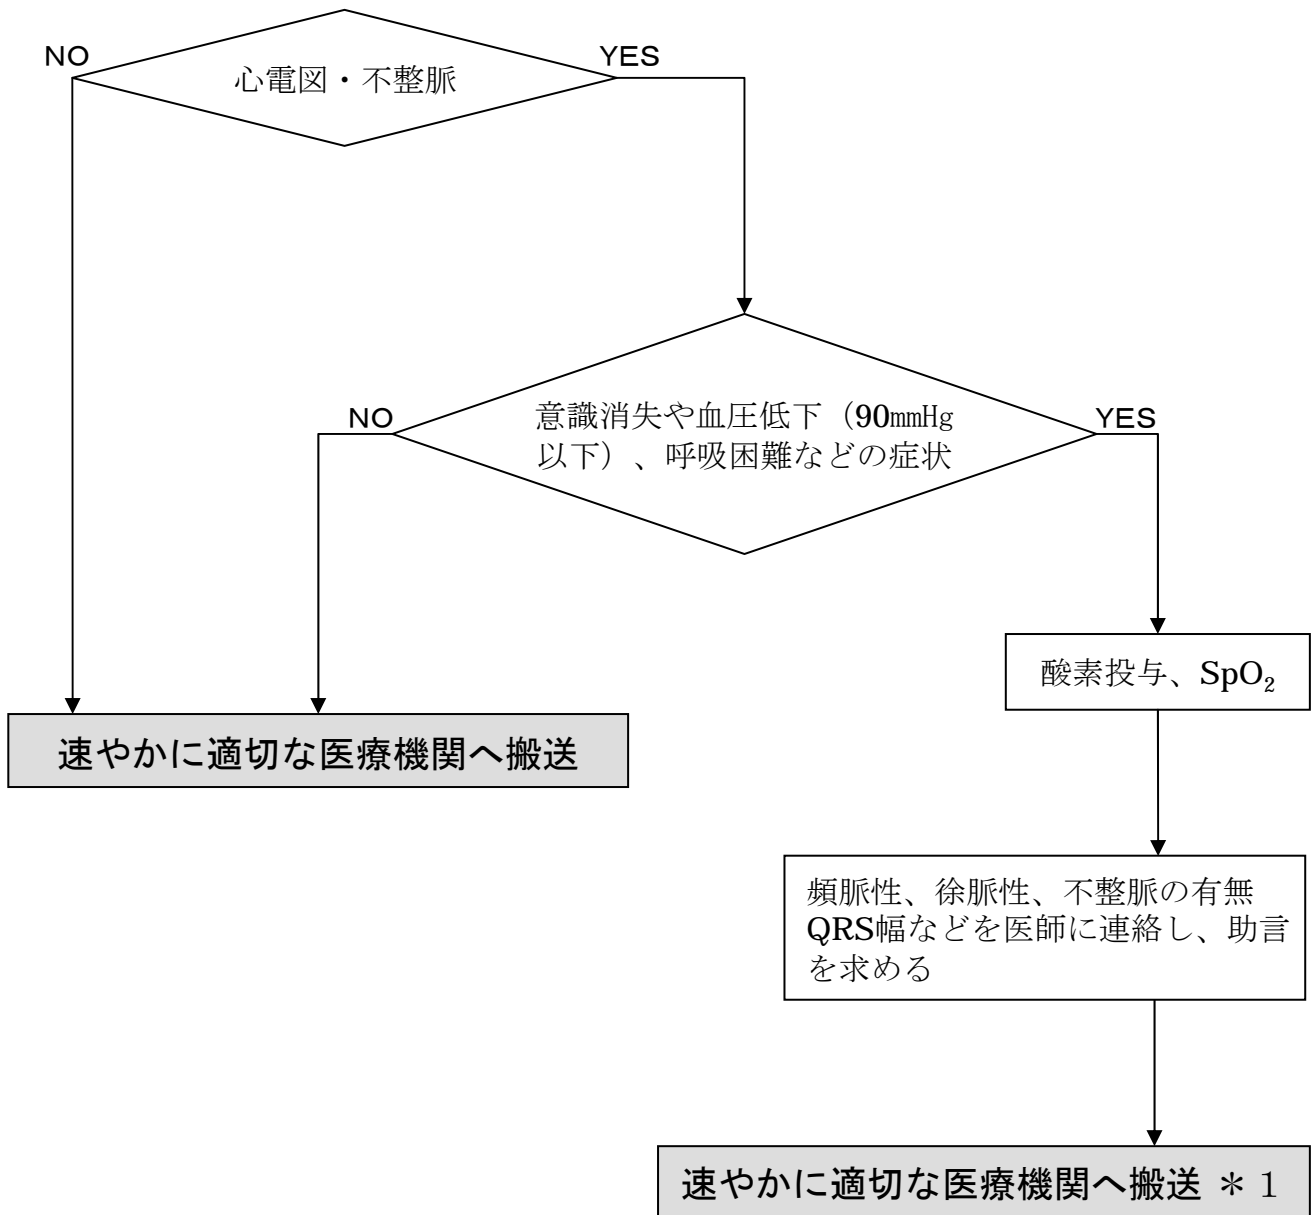 NO
YES
心電図・不整脈
NO
YES
意識消失や血圧低下（90㎜Hg
以下）、呼吸困難などの症状
酸素投与、SpO₂
速やかに適切な医療機関へ搬送
頻脈性、徐脈性、不整脈の有無
QRS幅などを医師に連絡し、助言
を求める
速やかに適切な医療機関へ搬送 ＊１